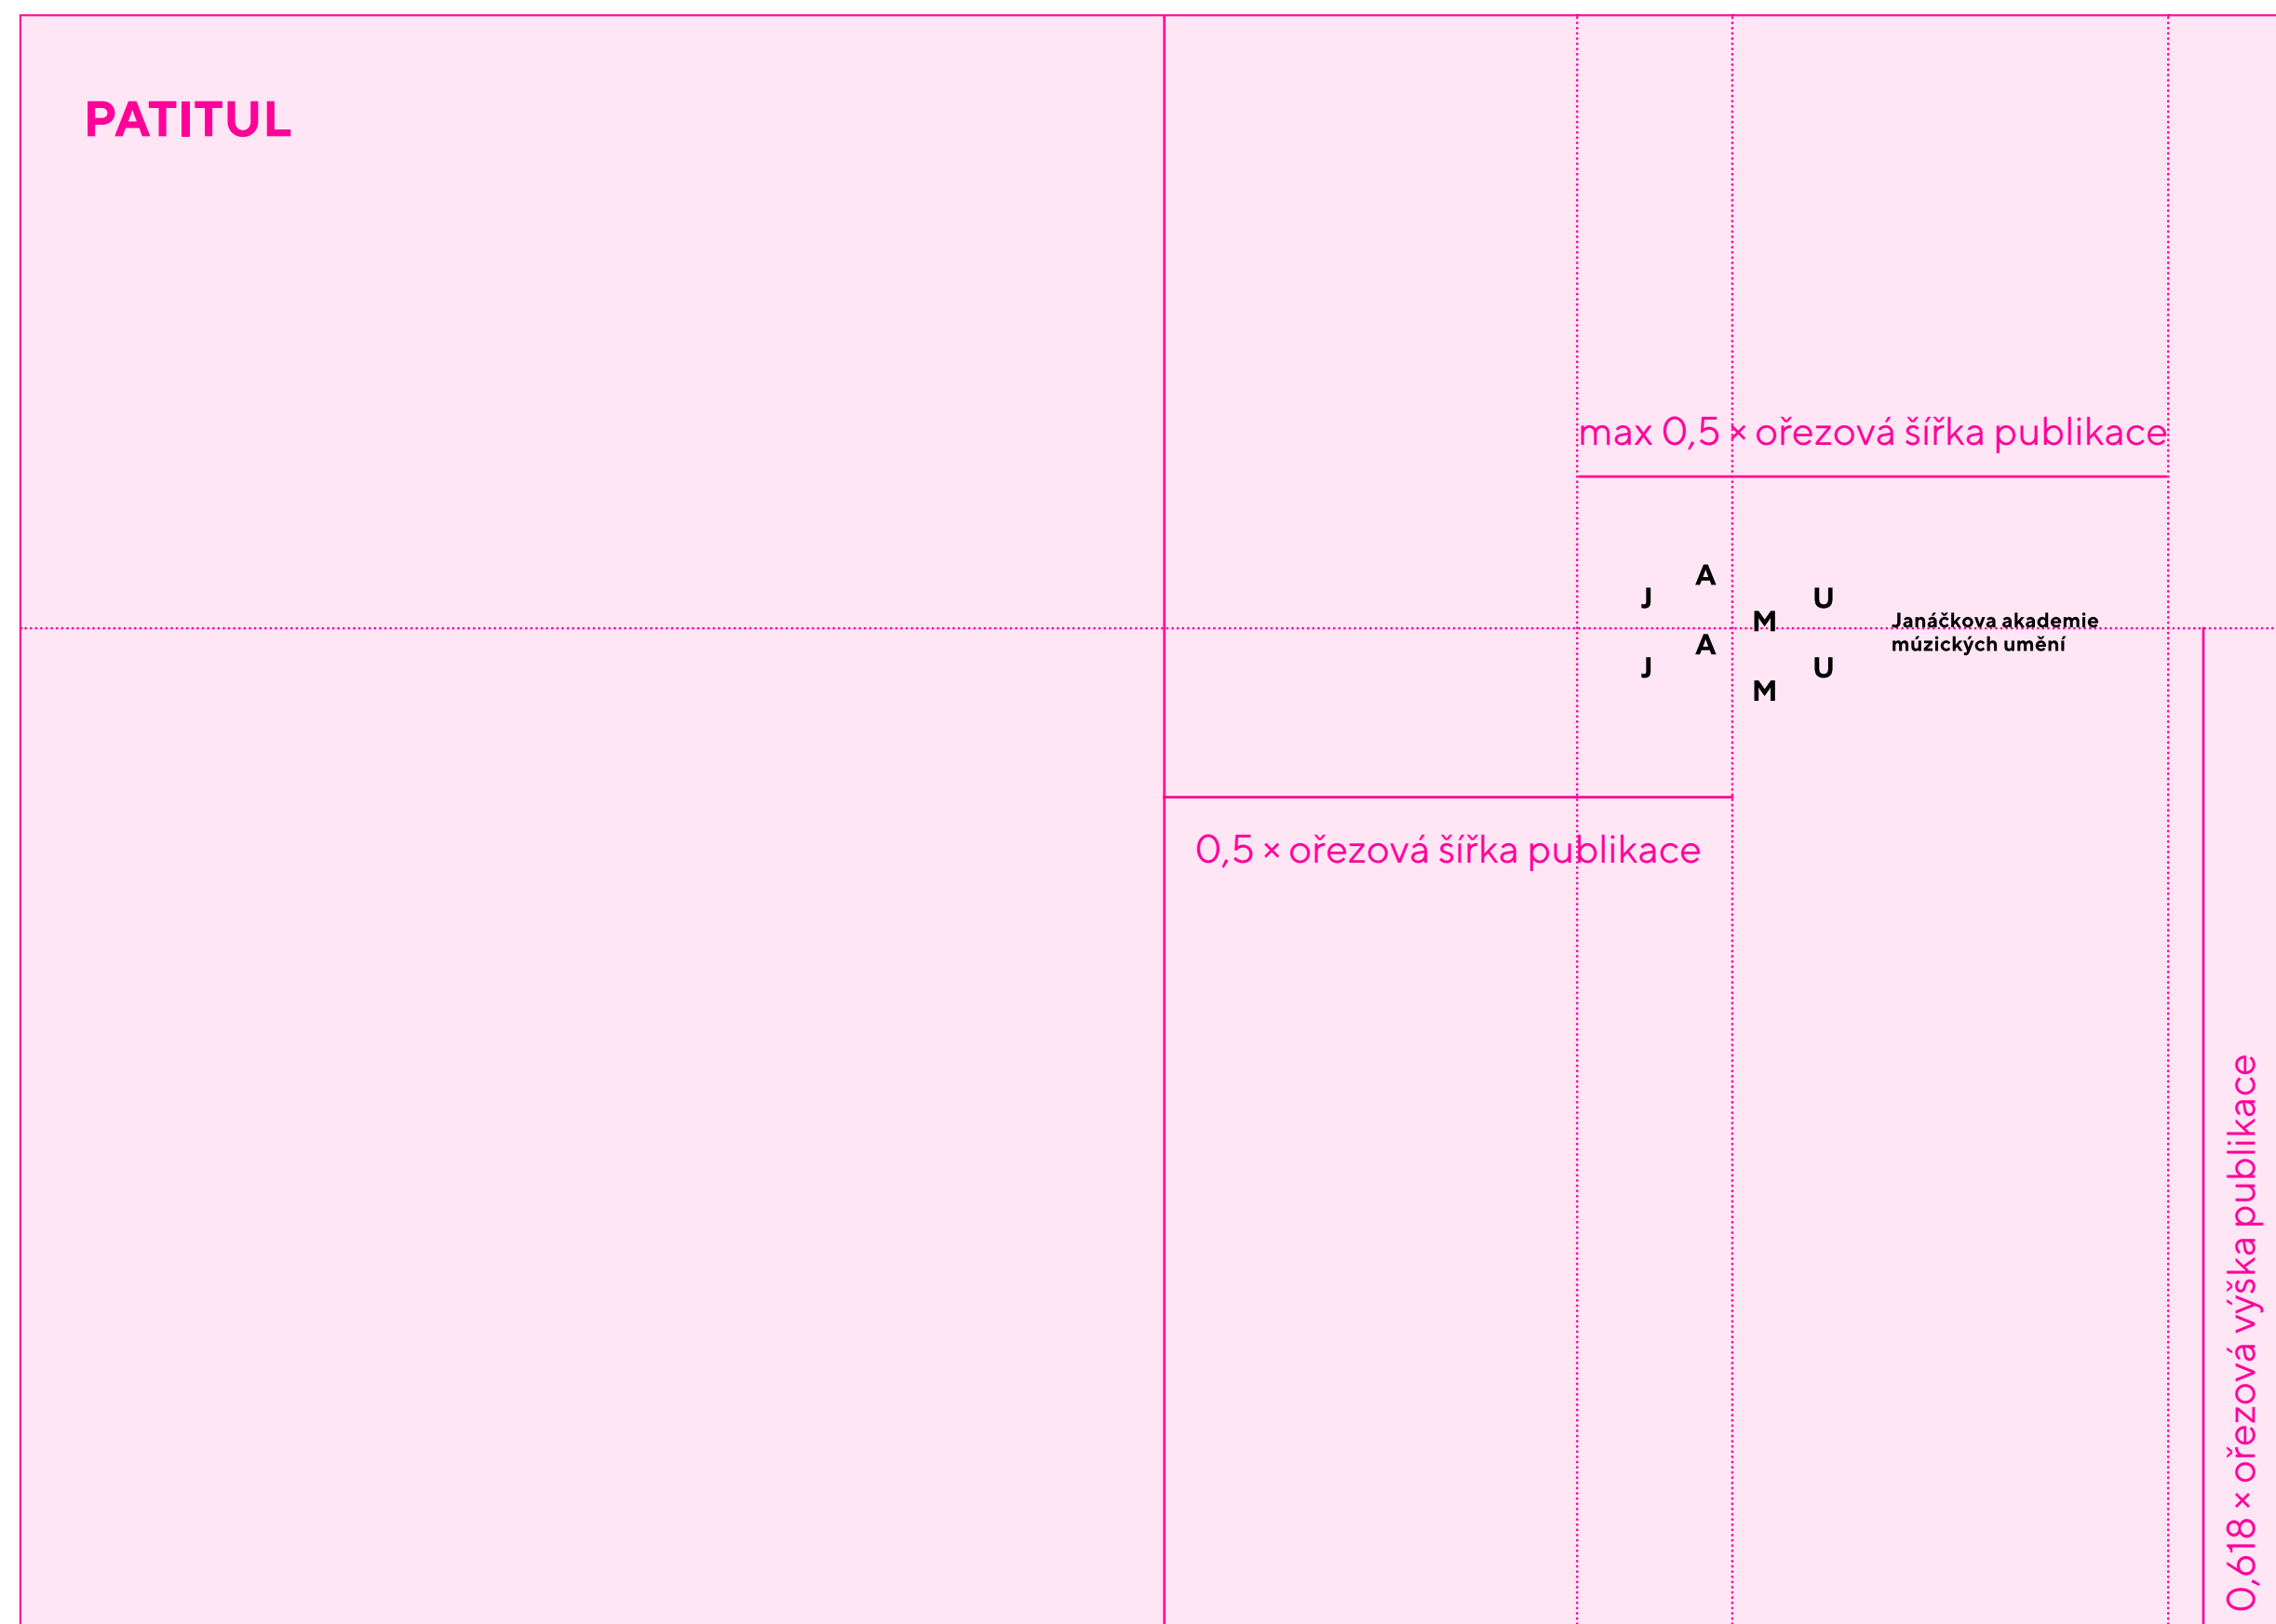 PATITUL
max 0,5 × ořezová šířka publikace
J A M U
J A M U
Janáčkova akademie
múzických umění
0,5 × ořezová šířka publikace
0,618 × ořezová výška publikace